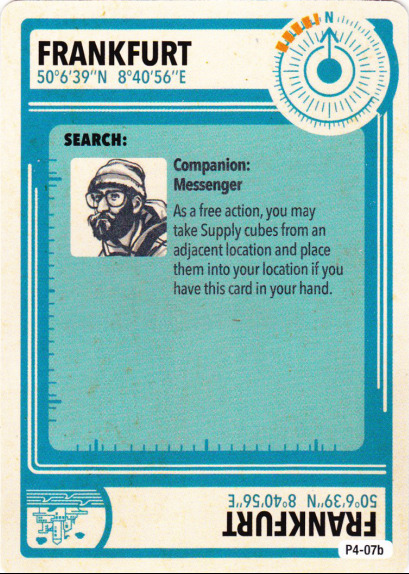 FRANKFURT
50°6'39"N 8°40'56"E
N
SEARCH:
Companion:
Messenger
As a free action, you may
take Supply cubes from an
adjacent location and place
them into your location if you
have this card in your hand.
FRANKFURT
50°6'39"N 8°40'56"E
P4-07b